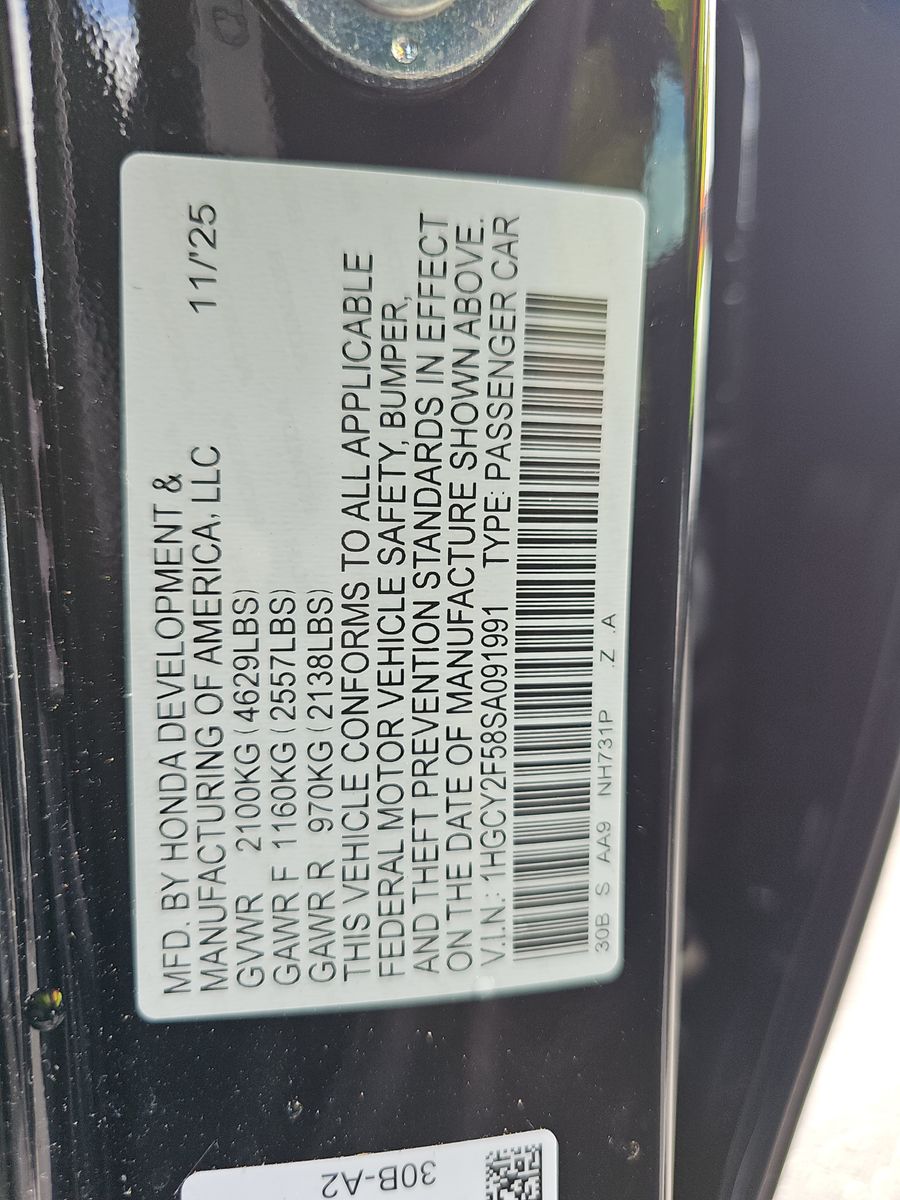 MFD. BY HONDA DEVELOPMENT &
MANUFACTURING OF AMERICA, LLC 11/'25
GVWR 2100KG (4629LBS)
GAWR F 1160KG (2557LBS)
GAWR R 970KG (2138LBS)
THIS VEHICLE CONFORMS TO ALL APPLICABLE
FEDERAL MOTOR VEHICLE SAFETY, BUMPER,
AND THEFT PREVENTION STANDARDS IN EFFECT
ON THE DATE OF MANUFACTURE SHOWN ABOVE.
V.I.N.: 1HGCY2F58SA091991 TYPE: PASSENGER CAR
30B S AA9 NH731P .Z .A
30B-A2